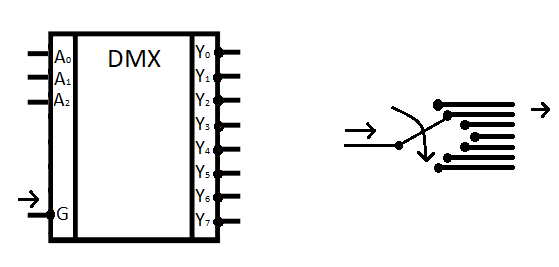 DMX
A₀
A₁
A₂
G
Y₀
Y₁
Y₂
Y₃
Y₄
Y₅
Y₆
Y₇